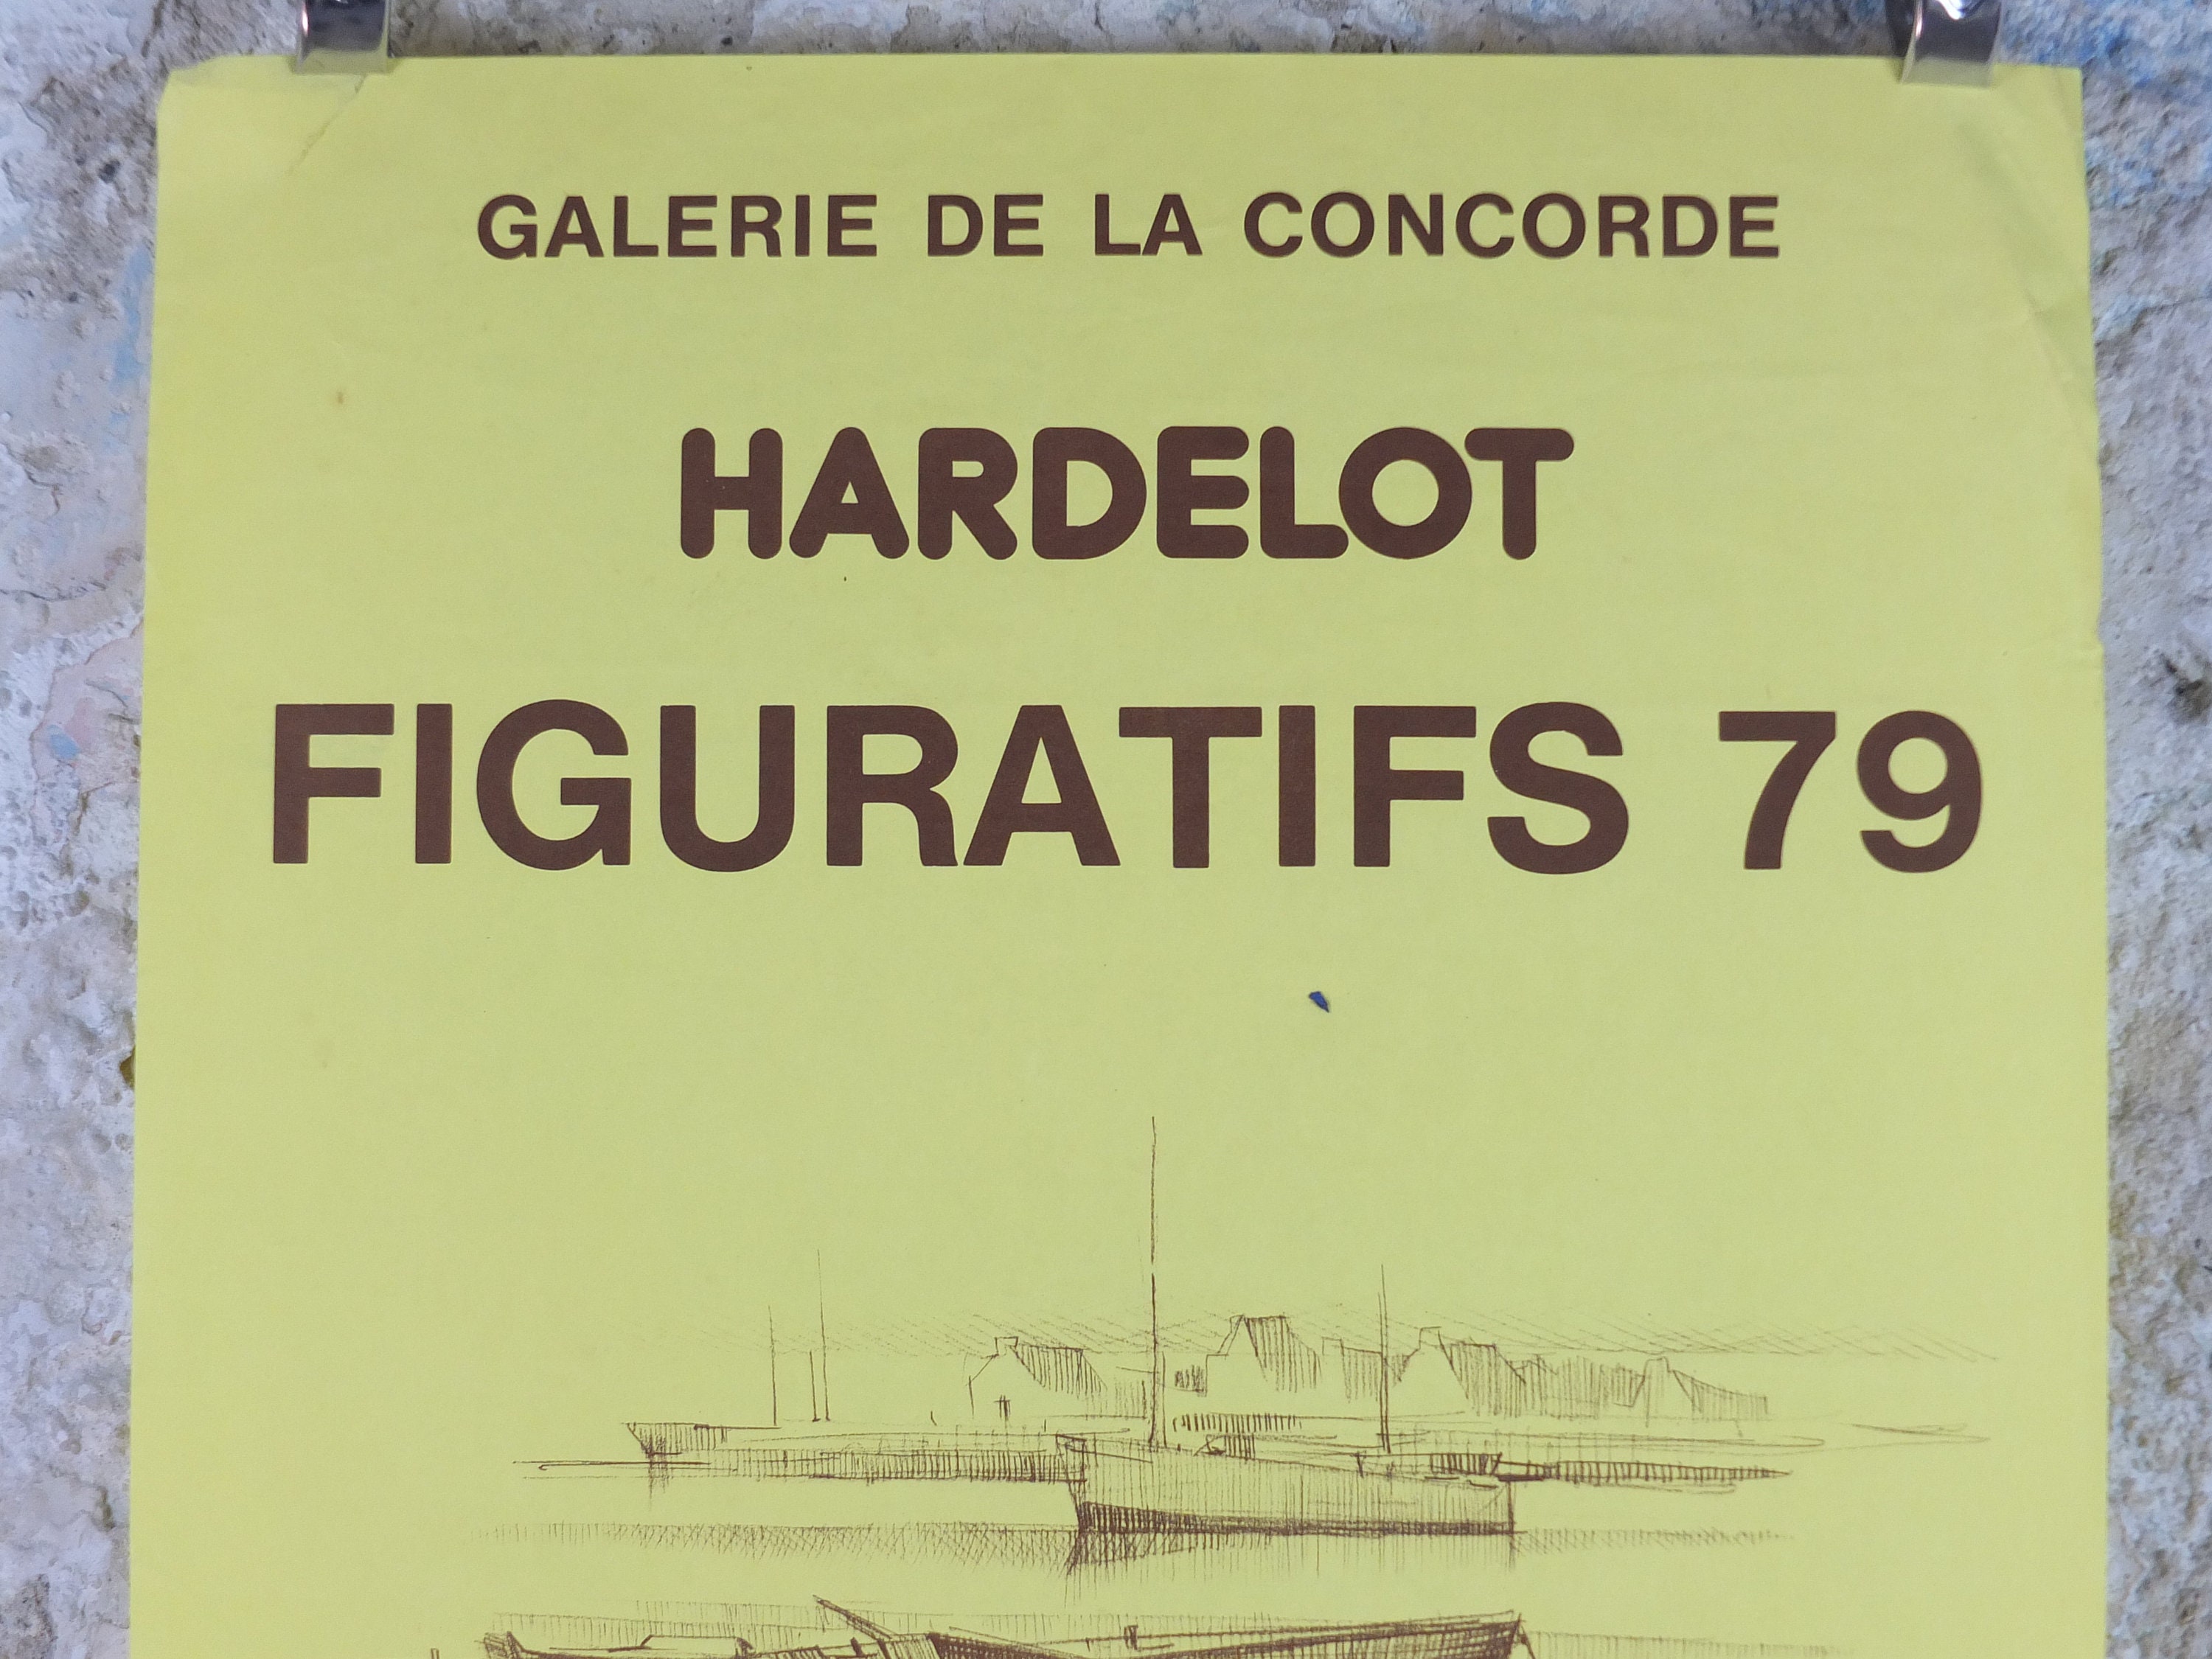 GALERIE DE LA CONCORDE
HARDELOT
FIGURATIFS 79